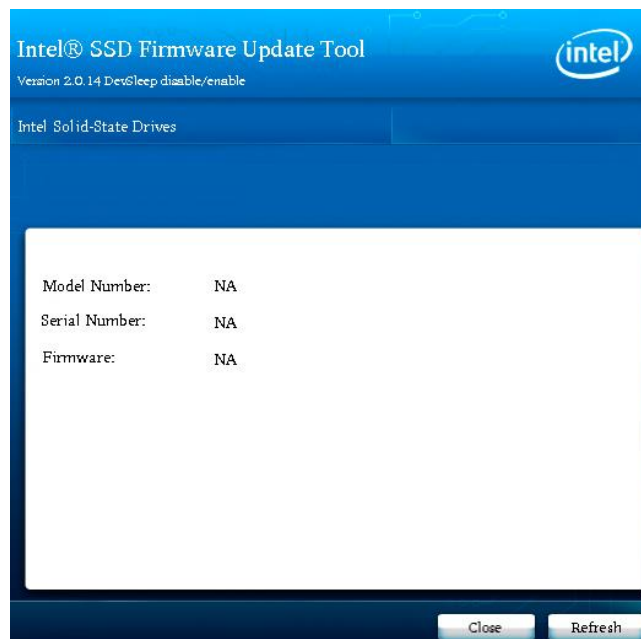 Intel® SSD Firmware Update Tool
Version 2.0.14 DevSleep disable/enable
intel
Intel Solid-State Drives
Model Number: NA
Serial Number: NA
Firmware: NA
Close Refresh